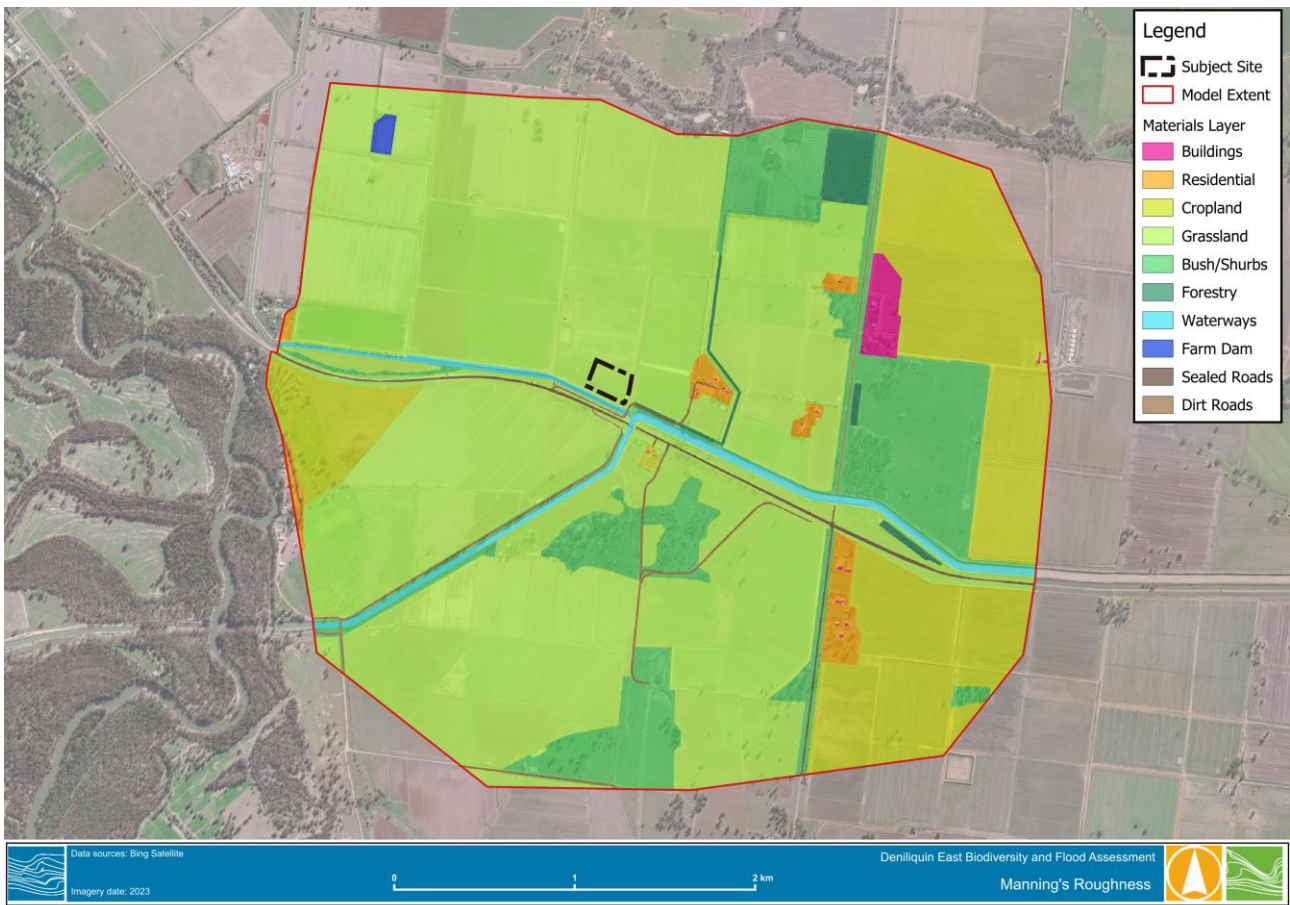 Legend
Subject Site
Model Extent
Materials Layer
Buildings
Residential
Cropland
Grassland
Bush/Shurbs
Forestry
Waterways
Farm Dam
Sealed Roads
Dirt Roads
Data sources: Bing Satellite
Imagery date: 2023
0 1 2 km
Deniliquin East Biodiversity and Flood Assessment
Manning's Roughness